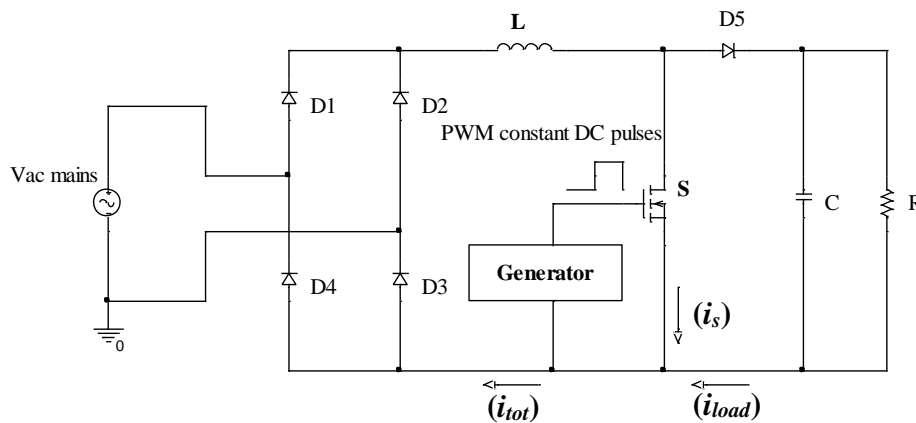 L
D5
D1
D2
PWM constant DC pulses
Vac mains
S
C
R
Generator
D4
D3
(is)
0
(itot)
(iload)